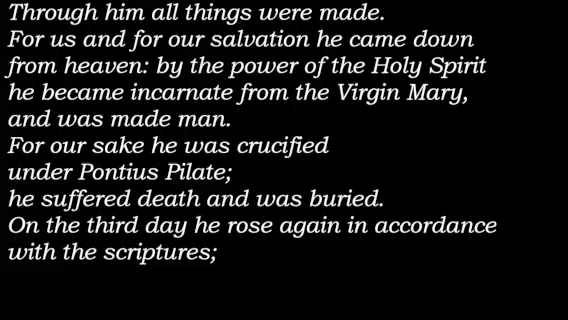 Through him all things were made.
For us and for our salvation he came down
from heaven: by the power of the Holy Spirit
he became incarnate from the Virgin Mary,
and was made man.
For our sake he was crucified
under Pontius Pilate;
he suffered death and was buried.
On the third day he rose again in accordance
with the scriptures;